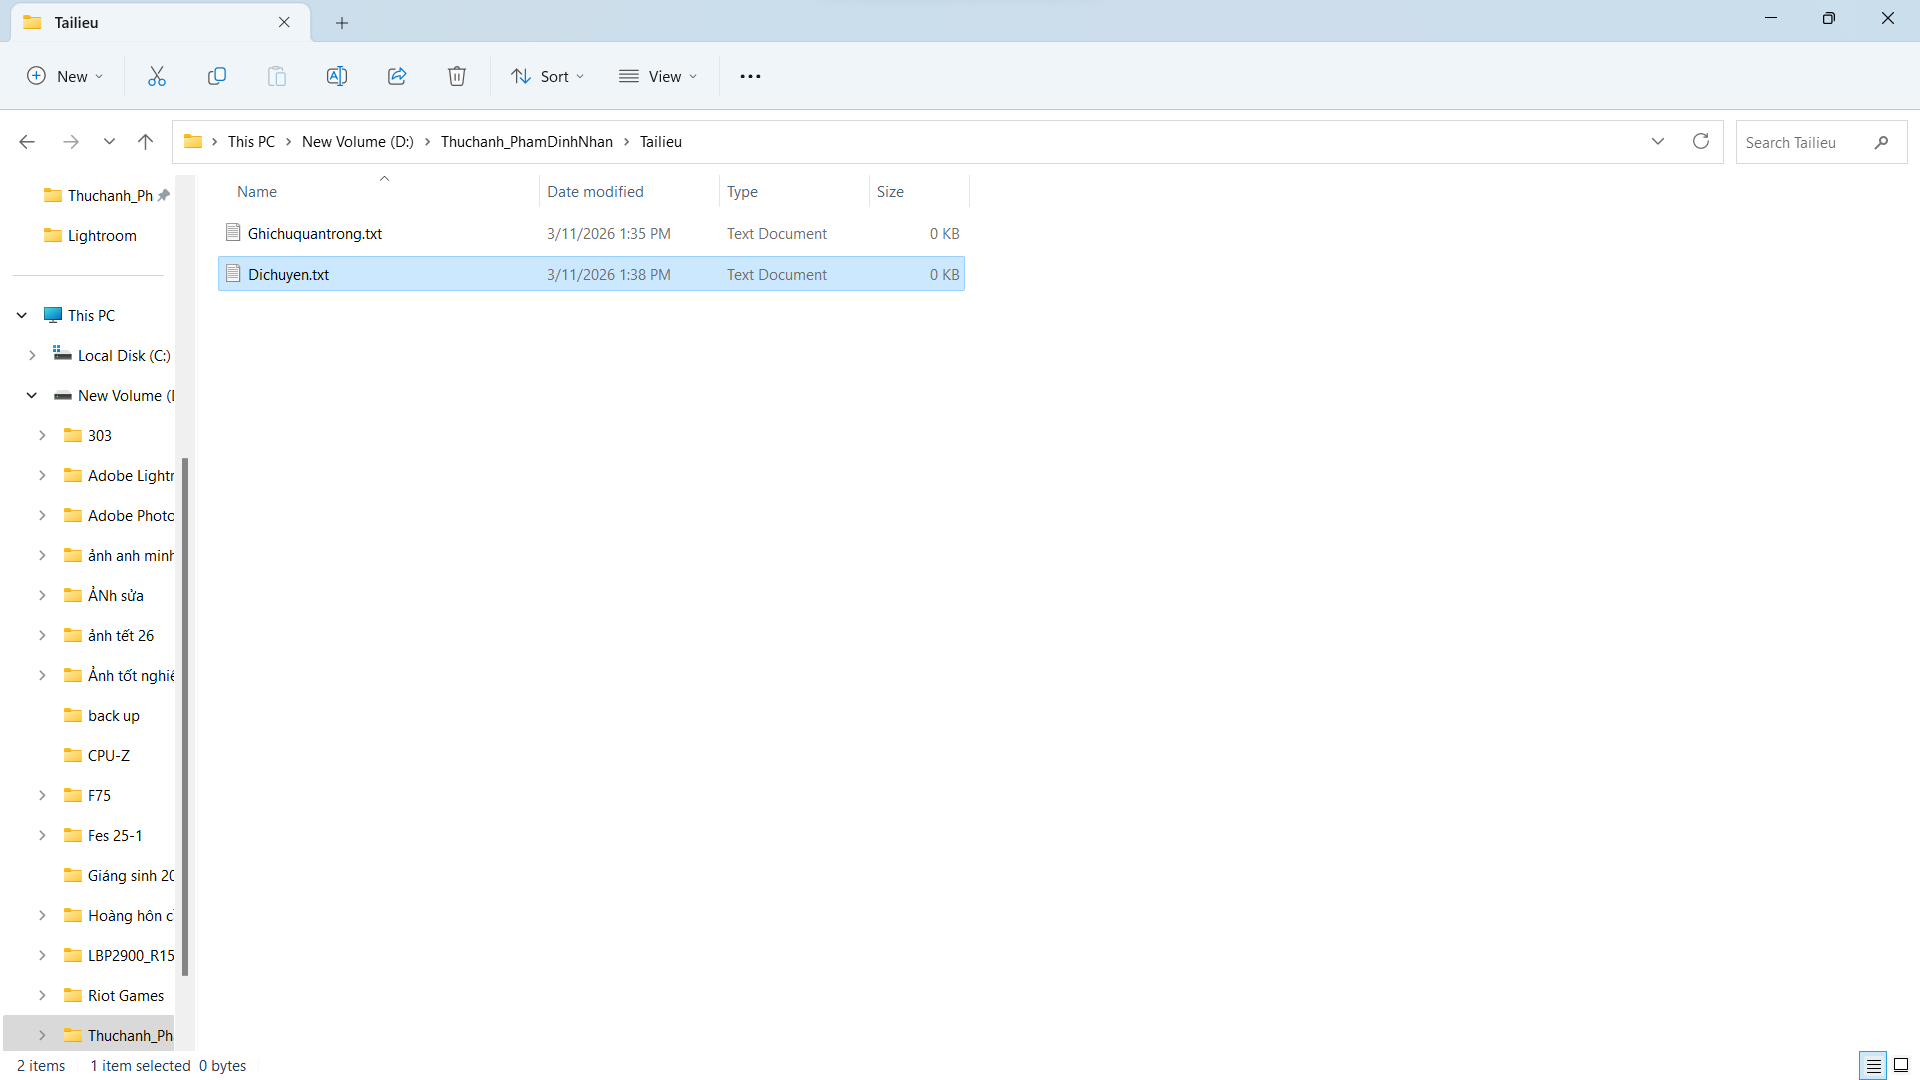 Tailieu
New
Sort
View
This PC
New Volume (D:)
Thuchanh_PhamDinhNhan
Tailieu
Search Tailieu
Thuchanh_Ph
Lightroom
This PC
Local Disk (C:)
New Volume (
303
Adobe Lightr
Adobe Photo
ảnh anh minh
ẢNh sửa
ảnh tết 26
Ảnh tốt nghiê
back up
CPU-Z
F75
Fes 25-1
Giáng sinh 20
Hoàng hôn c
LBP2900_R15
Riot Games
Thuchanh_Pha
Name Date modified Type Size
Ghichuquantrong.txt 3/11/2026 1:35 PM Text Document 0 KB
Dichuyen.txt 3/11/2026 1:38 PM Text Document 0 KB
2 items 1 item selected 0 bytes